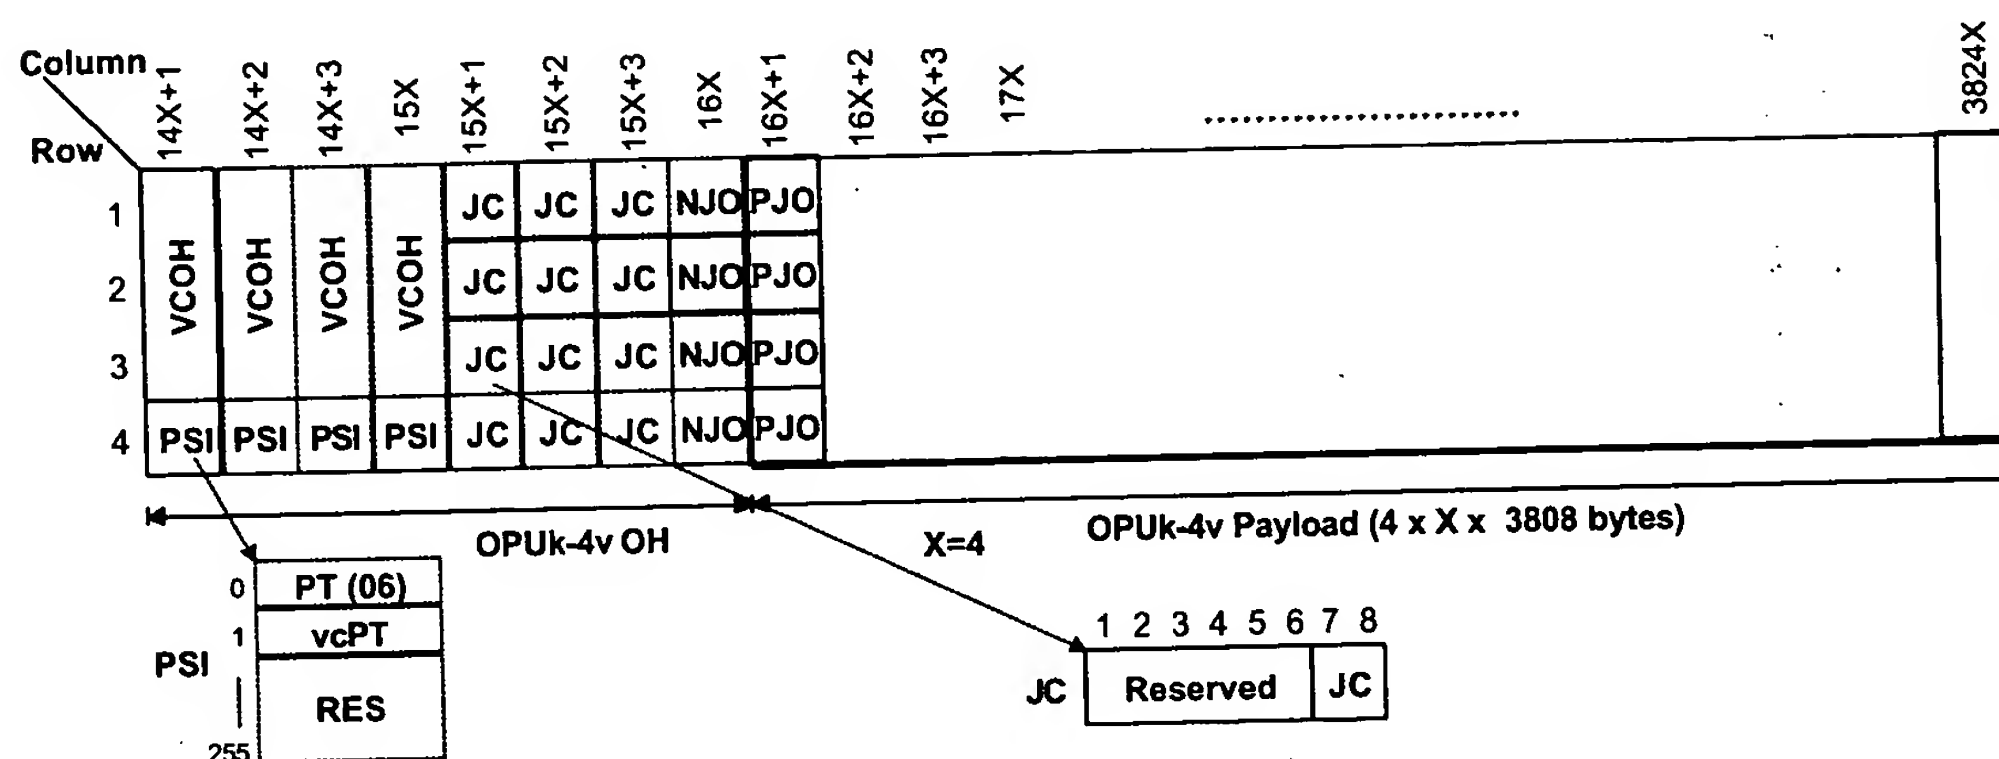 Column 14X+1 14X+2 14X+3 15X 15X+1 15X+2 15X+3 16X 16X+1 16X+2 16X+3 17X 3824X
Row
1 VCOH VCOH VCOH VCOH JC JC JC NJO PJO
2 JC JC JC NJO PJO
3 JC JC JC NJO PJO
4 PSI PSI PSI PSI JC JC JC NJO PJO
OPUk-4v OH X=4 OPUk-4v Payload (4 x X x 3808 bytes)
0 PT (06)
1 vcPT
PSI
RES
255
1 2 3 4 5 6 7 8
JC Reserved JC